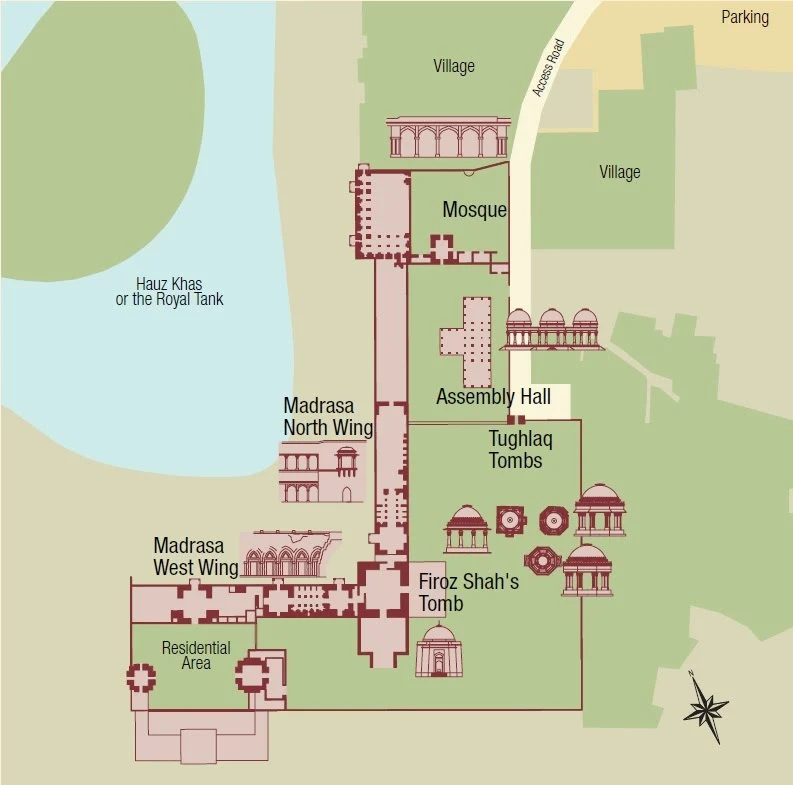 Parking
Village
Access Road
Village
Mosque
Hauz Khas
or the Royal Tank
Assembly Hall
Madrasa
North Wing
Tughlaq
Tombs
Madrasa
West Wing
Firoz Shah's
Tomb
Residential
Area
N